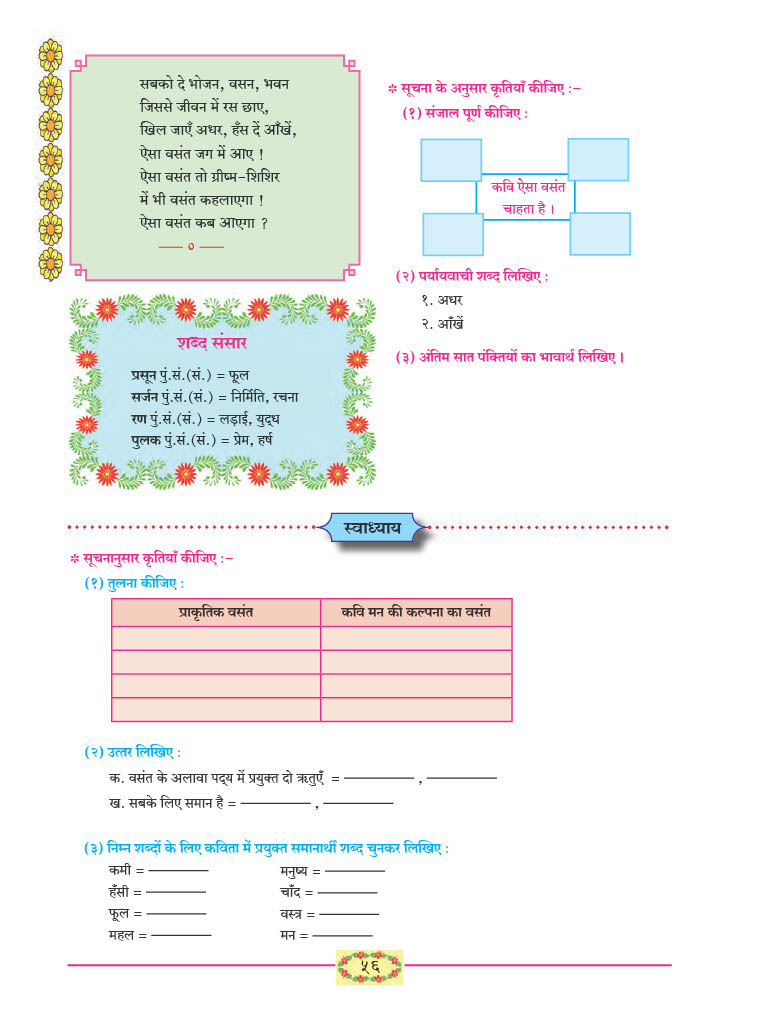 सबको दे भोजन, वसन, भवन
जिससे जीवन में रस छाए,
खिल जाएँ अधर, हँस दें आँखें,
ऐसा वसंत जग में आए !
ऐसा वसंत तो ग्रीष्म-शिशिर
में भी वसंत कहलाएगा !
ऐसा वसंत कब आएगा ?
—— ० ——
शब्द संसार
प्रसून पुं.सं.(सं.) = फूल
सर्जन पुं.सं.(सं.) = निर्मिति, रचना
रण पुं.सं.(सं.) = लड़ाई, युद्ध
पुलक पुं.सं.(सं.) = प्रेम, हर्ष
✽ सूचना के अनुसार कृतियाँ कीजिए :–
(१) संजाल पूर्ण कीजिए :
कवि ऐसा वसंत
चाहता है ।
(२) पर्यायवाची शब्द लिखिए :
१. अधर
२. आँखें
(३) अंतिम सात पंक्तियों का भावार्थ लिखिए ।
स्वाध्याय
✽ सूचनानुसार कृतियाँ कीजिए :–
(१) तुलना कीजिए :
प्राकृतिक वसंत	कवि मन की कल्पना का वसंत
(२) उत्तर लिखिए :
क. वसंत के अलावा पद्य में प्रयुक्त दो ऋतुएँ = ———— , ————
ख. सबके लिए समान है = ———— , ————
(३) निम्न शब्दों के लिए कविता में प्रयुक्त समानार्थी शब्द चुनकर लिखिए :
कमी = ———— मनुष्य = ————
हँसी = ———— चाँद = ————
फूल = ———— वस्त्र = ————
महल = ———— मन = ————
५६